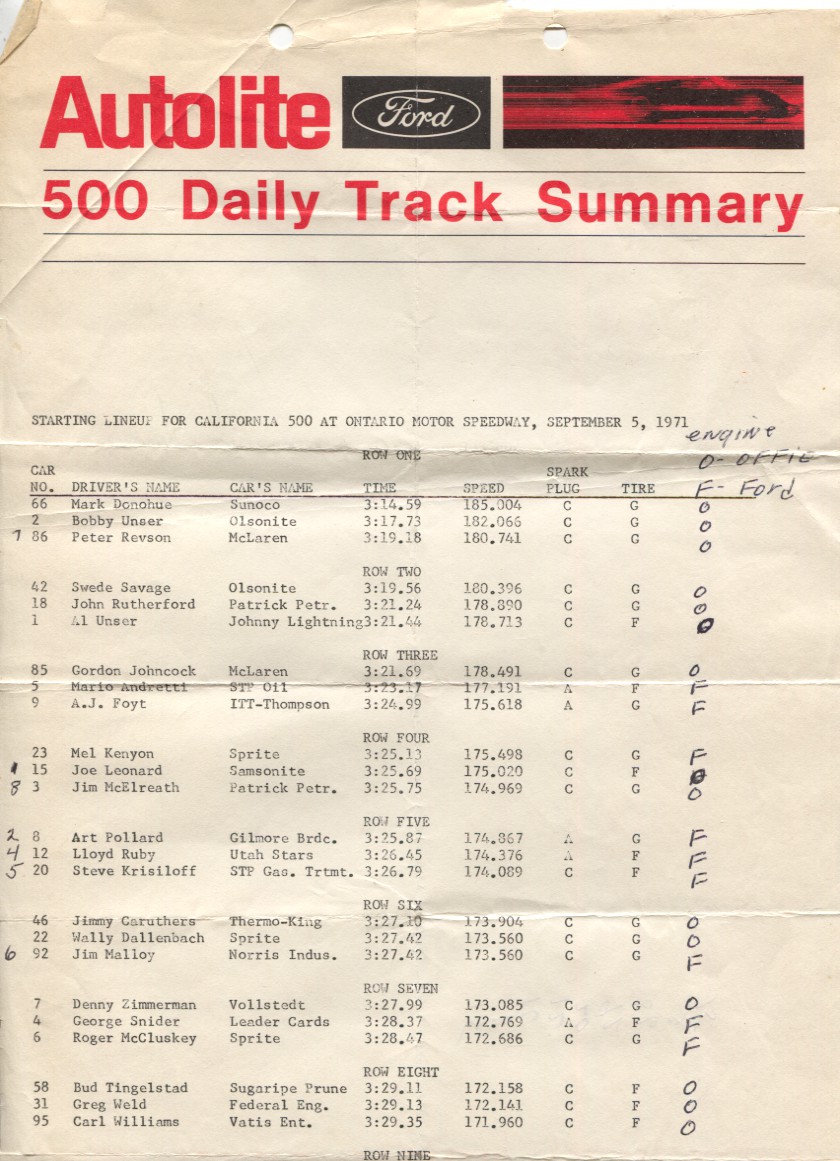 Autolite Ford
500 Daily Track Summary
STARTING LINEUP FOR CALIFORNIA 500 AT ONTARIO MOTOR SPEEDWAY, SEPTEMBER 5, 1971
engine
ROW ONE O- OFFIE
CAR SPARK
NO. DRIVER'S NAME CAR'S NAME TIME SPEED PLUG TIRE F- Ford
66 Mark Donohue Sunoco 3:14.59 185.004 C G O
2 Bobby Unser Olsonite 3:17.73 182.066 C G O
7 86 Peter Revson McLaren 3:19.18 180.741 C G O
ROW TWO
42 Swede Savage Olsonite 3:19.56 180.396 C G O
18 John Rutherford Patrick Petr. 3:21.24 178.890 C G O
1 Al Unser Johnny Lightning 3:21.44 178.713 C F
ROW THREE
85 Gordon Johncock McLaren 3:21.69 178.491 C G O
5 Mario Andretti STP Oil 3:23.17 177.191 A F F
9 A.J. Foyt ITT-Thompson 3:24.99 175.618 A G F
ROW FOUR
23 Mel Kenyon Sprite 3:25.13 175.498 C G F
1 15 Joe Leonard Samsonite 3:25.69 175.020 C F
8 3 Jim McElreath Patrick Petr. 3:25.75 174.969 C G O
ROW FIVE
2 8 Art Pollard Gilmore Brdc. 3:25.87 174.867 A G F
4 12 Lloyd Ruby Utah Stars 3:26.45 174.376 A F F
5 20 Steve Krisiloff STP Gas. Trtmt. 3:26.79 174.089 C F F
ROW SIX
46 Jimmy Caruthers Thermo-King 3:27.10 173.904 C G O
22 Wally Dallenbach Sprite 3:27.42 173.560 C G O
6 92 Jim Malloy Norris Indus. 3:27.42 173.560 C G F
ROW SEVEN
7 Denny Zimmerman Vollstedt 3:27.99 173.085 C G O
4 George Snider Leader Cards 3:28.37 172.769 A F F
6 Roger McCluskey Sprite 3:28.47 172.686 C G F
ROW EIGHT
58 Bud Tingelstad Sugaripe Prune 3:29.11 172.158 C F O
31 Greg Weld Federal Eng. 3:29.13 172.141 C F O
95 Carl Williams Vatis Ent. 3:29.35 171.960 C F O
ROW NINE